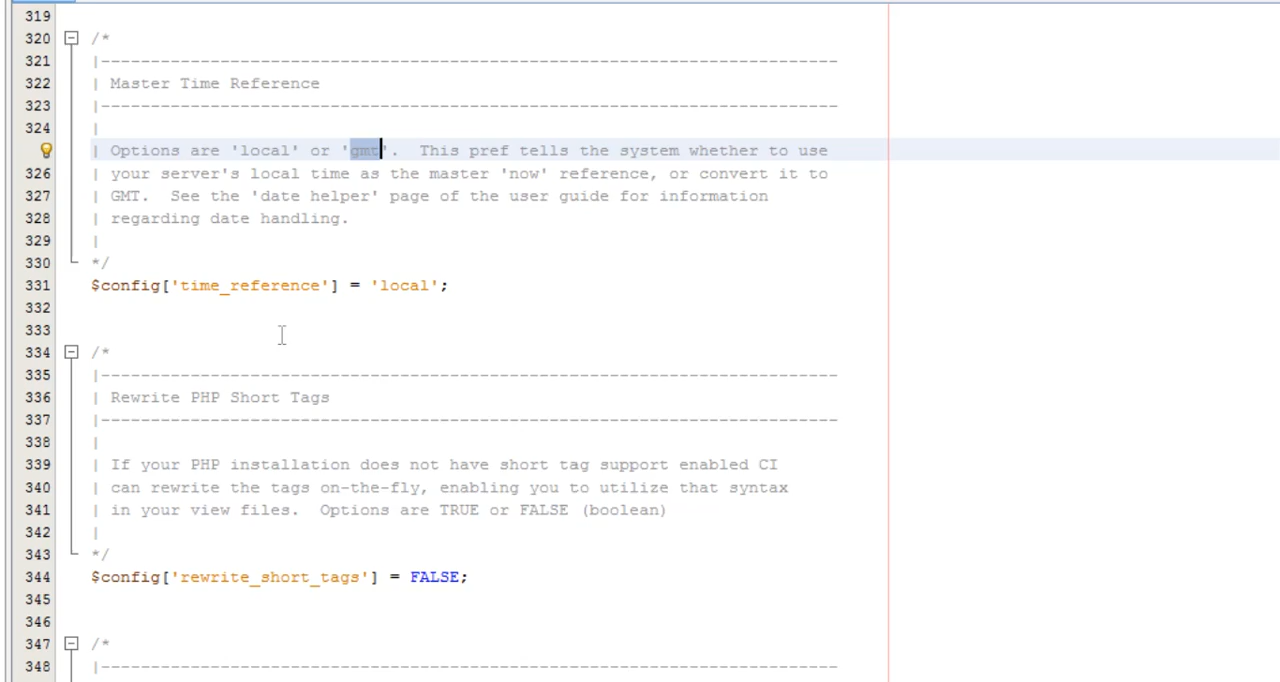 319
320 /*
321 |--------------------------------------------------------------------------
322 | Master Time Reference
323 |--------------------------------------------------------------------------
324 |
| Options are 'local' or 'gmt'.  This pref tells the system whether to use
326 | your server's local time as the master 'now' reference, or convert it to
327 | GMT.  See the 'date helper' page of the user guide for information
328 | regarding date handling.
329 |
330 */
331 $config['time_reference'] = 'local';
332
333
334 /*
335 |--------------------------------------------------------------------------
336 | Rewrite PHP Short Tags
337 |--------------------------------------------------------------------------
338 |
339 | If your PHP installation does not have short tag support enabled CI
340 | can rewrite the tags on-the-fly, enabling you to utilize that syntax
341 | in your view files.  Options are TRUE or FALSE (boolean)
342 |
343 */
344 $config['rewrite_short_tags'] = FALSE;
345
346
347 /*
348 |--------------------------------------------------------------------------